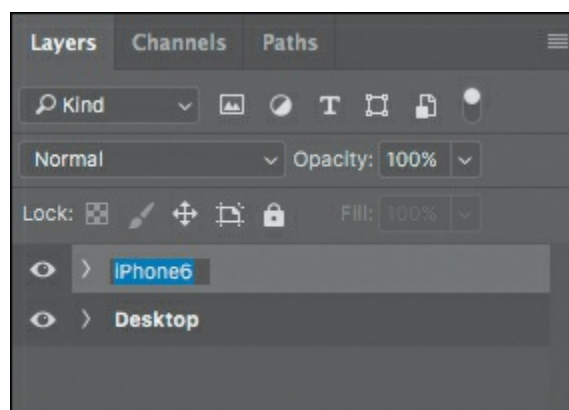 Layers Channels Paths
Kind T
Normal Opacity: 100%
Lock: Fill: 100%
iPhone6
Desktop